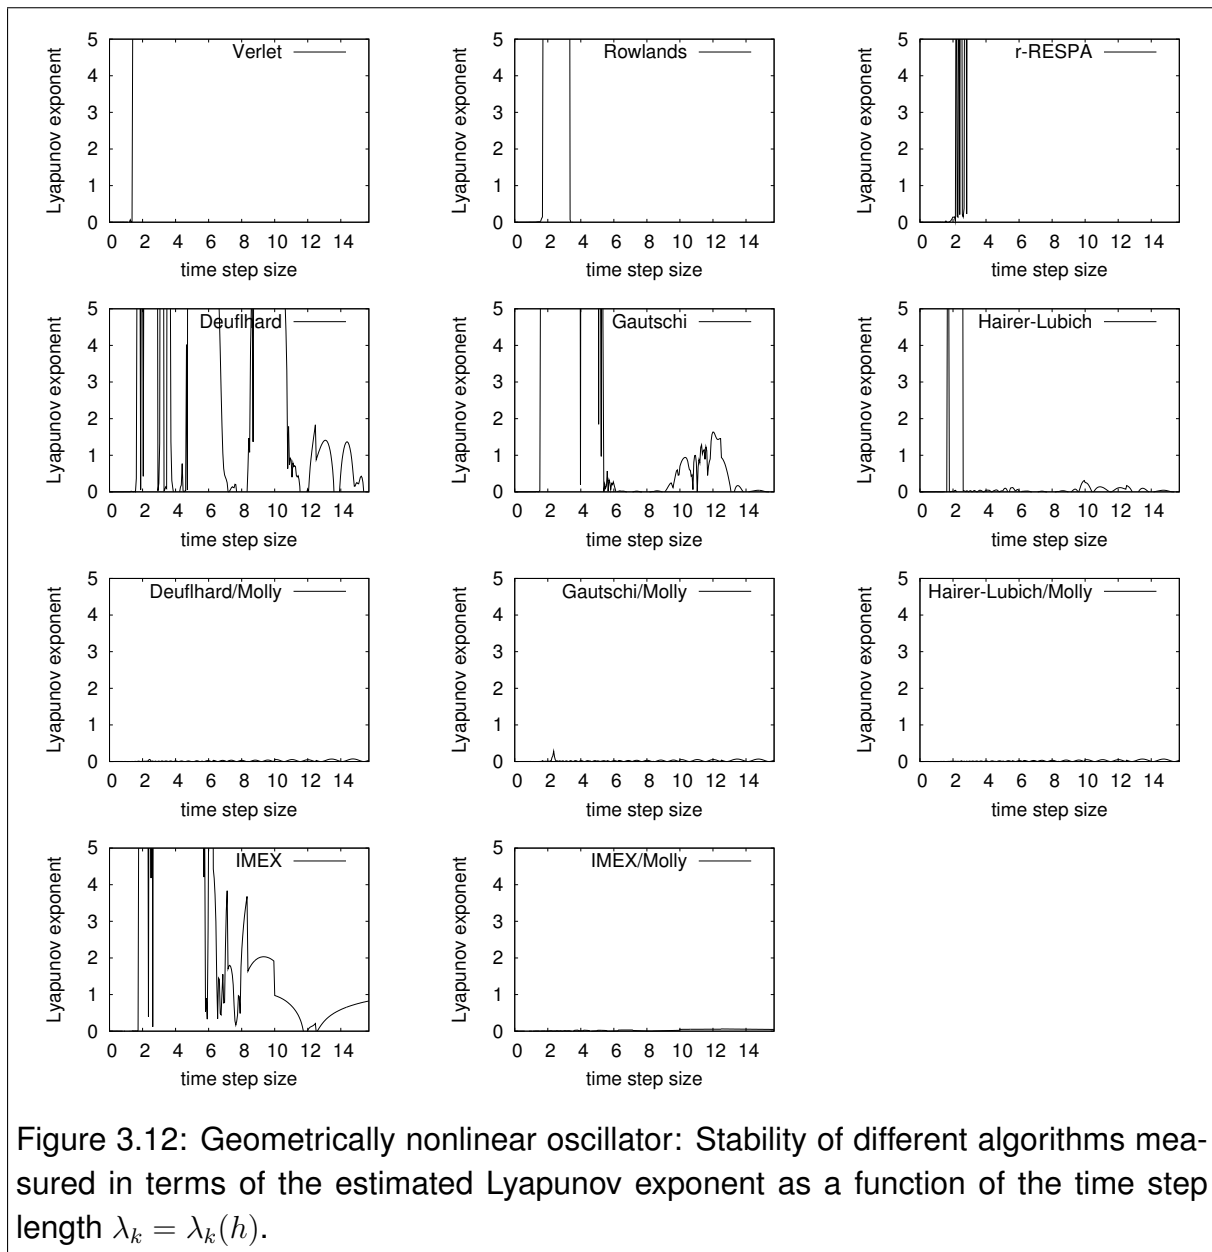 Verlet
Lyapunov exponent
5
4
3
2
1
0
0 2 4 6 8 10 12 14
time step size
Rowlands
Lyapunov exponent
5
4
3
2
1
0
0 2 4 6 8 10 12 14
time step size
r-RESPA
Lyapunov exponent
5
4
3
2
1
0
0 2 4 6 8 10 12 14
time step size
Deuflhard
Lyapunov exponent
5
4
3
2
1
0
0 2 4 6 8 10 12 14
time step size
Gautschi
Lyapunov exponent
5
4
3
2
1
0
0 2 4 6 8 10 12 14
time step size
Hairer-Lubich
Lyapunov exponent
5
4
3
2
1
0
0 2 4 6 8 10 12 14
time step size
Deuflhard/Molly
Lyapunov exponent
5
4
3
2
1
0
0 2 4 6 8 10 12 14
time step size
Gautschi/Molly
Lyapunov exponent
5
4
3
2
1
0
0 2 4 6 8 10 12 14
time step size
Hairer-Lubich/Molly
Lyapunov exponent
5
4
3
2
1
0
0 2 4 6 8 10 12 14
time step size
IMEX
Lyapunov exponent
5
4
3
2
1
0
0 2 4 6 8 10 12 14
time step size
IMEX/Molly
Lyapunov exponent
5
4
3
2
1
0
0 2 4 6 8 10 12 14
time step size
Figure 3.12: Geometrically nonlinear oscillator: Stability of different algorithms mea-
sured in terms of the estimated Lyapunov exponent as a function of the time step
length λₖ = λₖ(h).